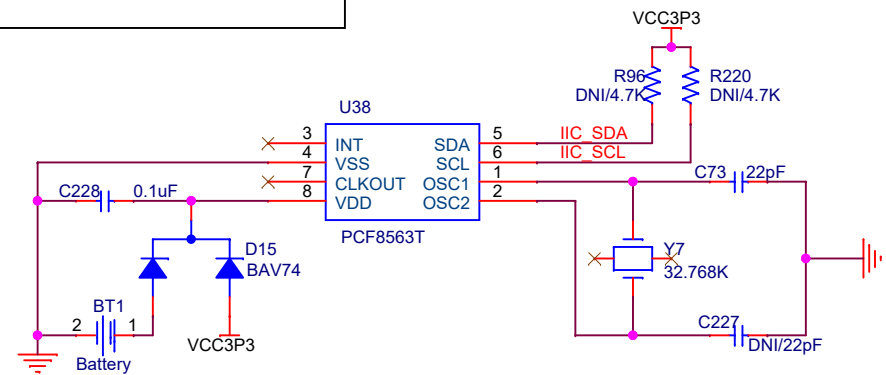 VCC3P3
R96
DNI/4.7K
R220
DNI/4.7K
U38
3 INT SDA 5 IIC_SDA
4 VSS SCL 6 IIC_SCL
7 CLKOUT OSC1 1
8 VDD OSC2 2
PCF8563T
C228 0.1uF
C73 22pF
D15
BAV74
Y7
32.768K
BT1
2 1
Battery
VCC3P3
C227
DNI/22pF